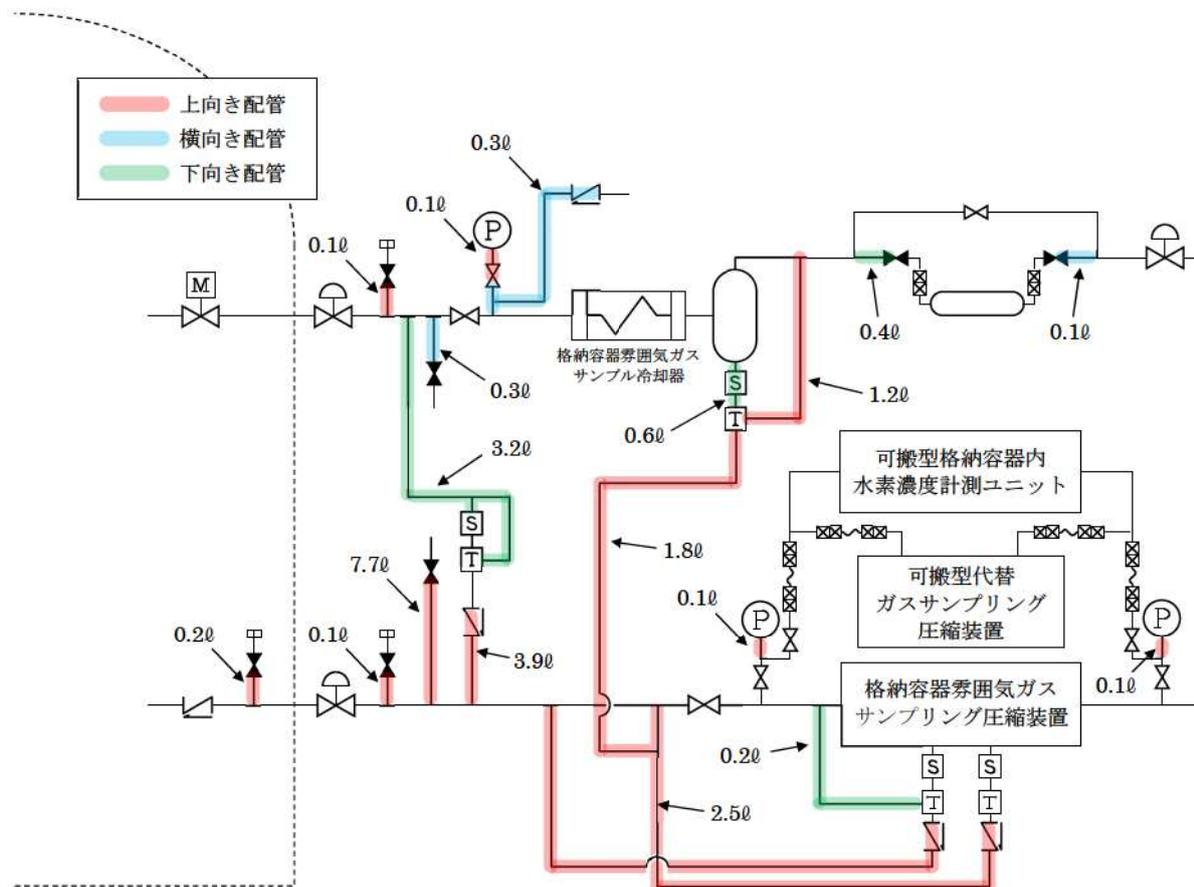 上向き配管
横向き配管
下向き配管
0.3ℓ
0.1ℓ
P
0.1ℓ
M
0.4ℓ
0.1ℓ
格納容器雰囲気ガス
サンプル冷却器
0.3ℓ
S
1.2ℓ
T
0.6ℓ
3.2ℓ
可搬型格納容器内
水素濃度計測ユニット
S
T
1.8ℓ
7.7ℓ
可搬型代替
ガスサンプリング
圧縮装置
0.1ℓ
P
P
0.2ℓ
0.1ℓ
3.9ℓ
0.1ℓ
格納容器雰囲気ガス
サンプリング圧縮装置
0.2ℓ
S
S
T
T
2.5ℓ